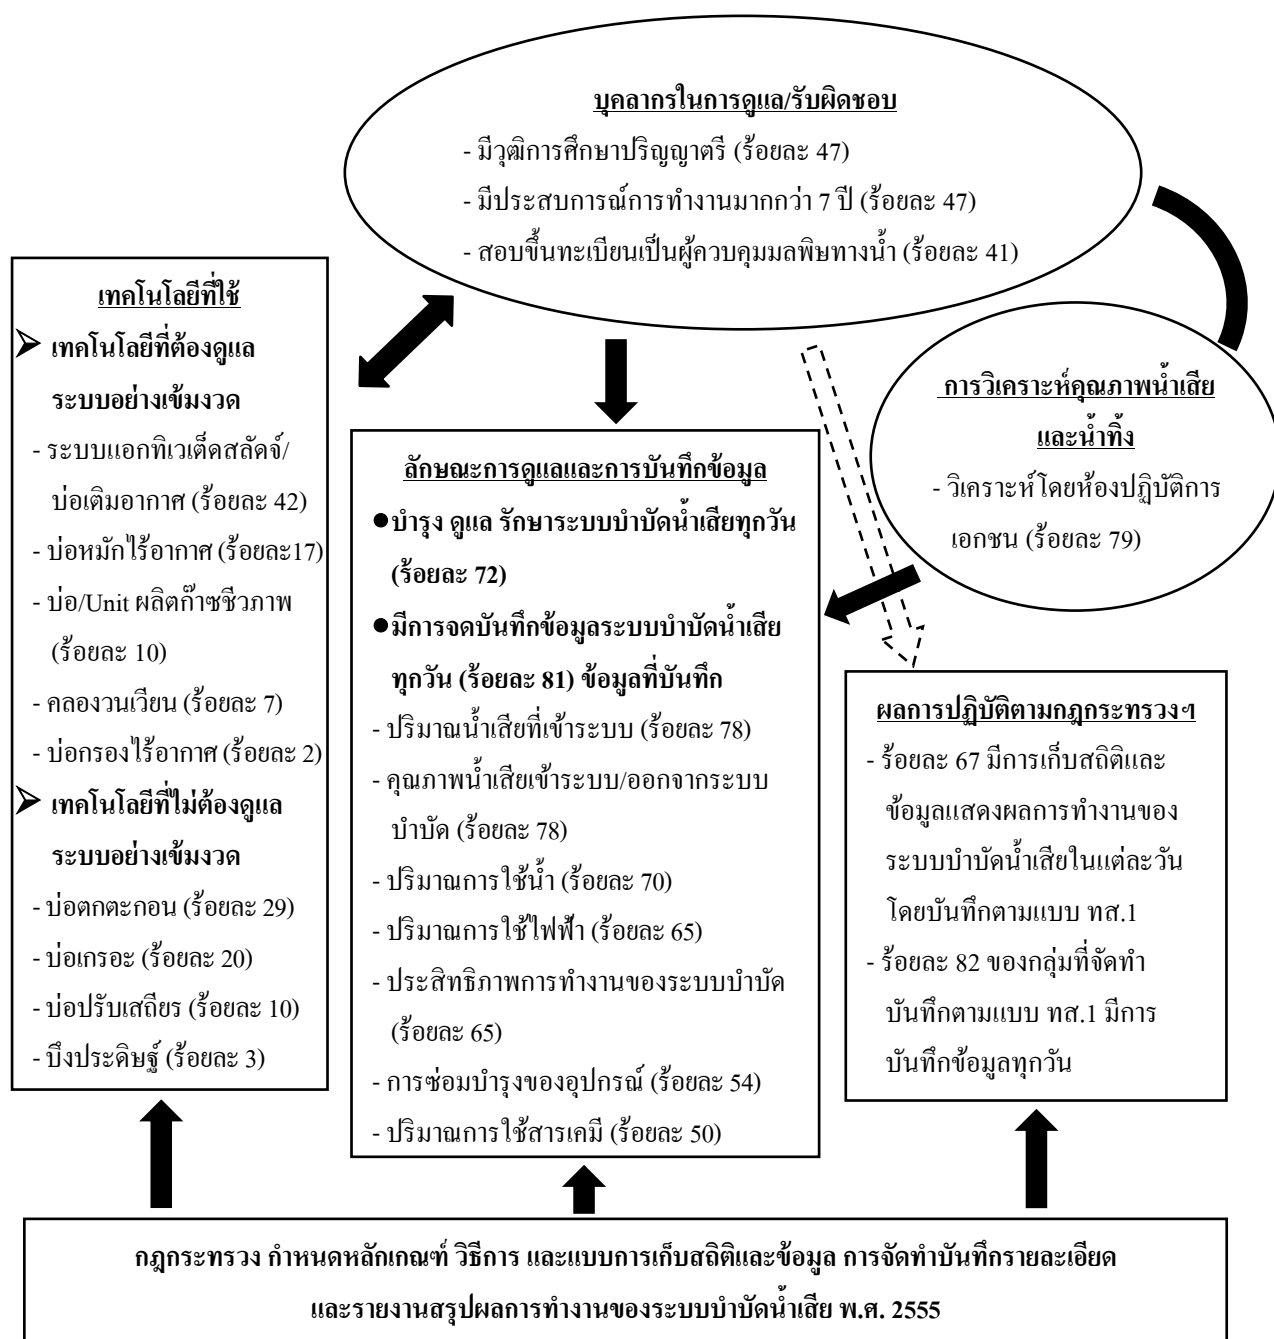 บุคลากรในการดูแล/รับผิดชอบ
- มีวุฒิการศึกษาปริญญาตรี (ร้อยละ 47)
- มีประสบการณ์การทำงานมากกว่า 7 ปี (ร้อยละ 47)
- สอบขึ้นทะเบียนเป็นผู้ควบคุมมลพิษทางน้ำ (ร้อยละ 41)
เทคโนโลยีที่ใช้
➢ เทคโนโลยีที่ต้องดูแล
ระบบอย่างเข้มงวด
- ระบบแอกทิเวเต็ดสลัดจ์/
บ่อเติมอากาศ (ร้อยละ 42)
- บ่อหมักไร้อากาศ (ร้อยละ17)
- บ่อ/Unit ผลิตก๊าซชีวภาพ
(ร้อยละ 10)
- คลองวนเวียน (ร้อยละ 7)
- บ่อกรองไร้อากาศ (ร้อยละ 2)
➢ เทคโนโลยีที่ไม่ต้องดูแล
ระบบอย่างเข้มงวด
- บ่อตกตะกอน (ร้อยละ 29)
- บ่อเกรอะ (ร้อยละ 20)
- บ่อปรับเสถียร (ร้อยละ 10)
- บึงประดิษฐ์ (ร้อยละ 3)
ลักษณะการดูแลและการบันทึกข้อมูล
● บำรุง ดูแล รักษาระบบบำบัดน้ำเสียทุกวัน
(ร้อยละ 72)
● มีการจดบันทึกข้อมูลระบบบำบัดน้ำเสีย
ทุกวัน (ร้อยละ 81) ข้อมูลที่บันทึก
- ปริมาณน้ำเสียที่เข้าระบบ (ร้อยละ 78)
- คุณภาพน้ำเสียเข้าระบบ/ออกจากระบบ
บำบัด (ร้อยละ 78)
- ปริมาณการใช้น้ำ (ร้อยละ 70)
- ปริมาณการใช้ไฟฟ้า (ร้อยละ 65)
- ประสิทธิภาพการทำงานของระบบบำบัด
(ร้อยละ 65)
- การซ่อมบำรุงของอุปกรณ์ (ร้อยละ 54)
- ปริมาณการใช้สารเคมี (ร้อยละ 50)
การวิเคราะห์คุณภาพน้ำเสีย
และน้ำทิ้ง
- วิเคราะห์โดยห้องปฏิบัติการ
เอกชน (ร้อยละ 79)
ผลการปฏิบัติตามกฎกระทรวงฯ
- ร้อยละ 67 มีการเก็บสถิติและ
ข้อมูลแสดงผลการทำงานของ
ระบบบำบัดน้ำเสียในแต่ละวัน
โดยบันทึกตามแบบ ทส.1
- ร้อยละ 82 ของกลุ่มที่จัดทำ
บันทึกตามแบบ ทส.1 มีการ
บันทึกข้อมูลทุกวัน
กฎกระทรวง กำหนดหลักเกณฑ์ วิธีการ และแบบการเก็บสถิติและข้อมูล การจัดทำบันทึกรายละเอียด
และรายงานสรุปผลการทำงานของระบบบำบัดน้ำเสีย พ.ศ. 2555